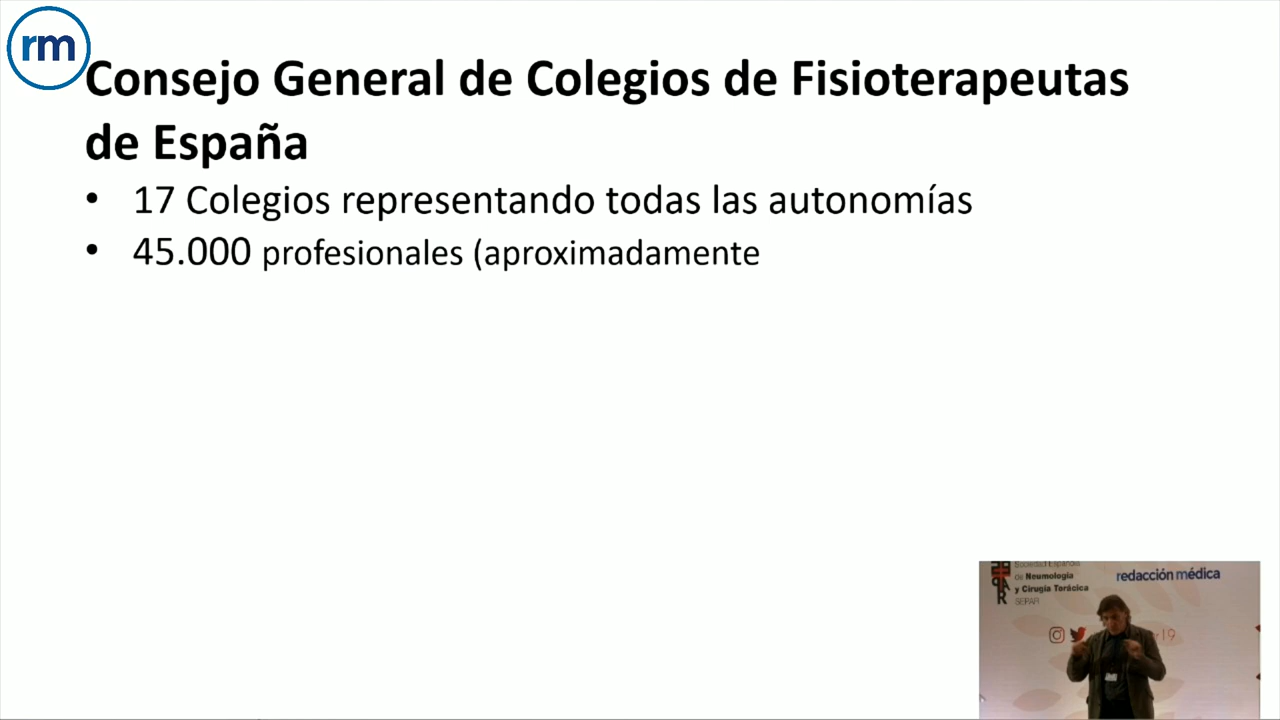 rm
Consejo General de Colegios de Fisioterapeutas
de España
• 17 Colegios representando todas las autonomías
• 45.000 profesionales (aproximadamente
Sociedad Española
de Neumología
y Cirugía Torácica
SEPAR
redacción médica
r19